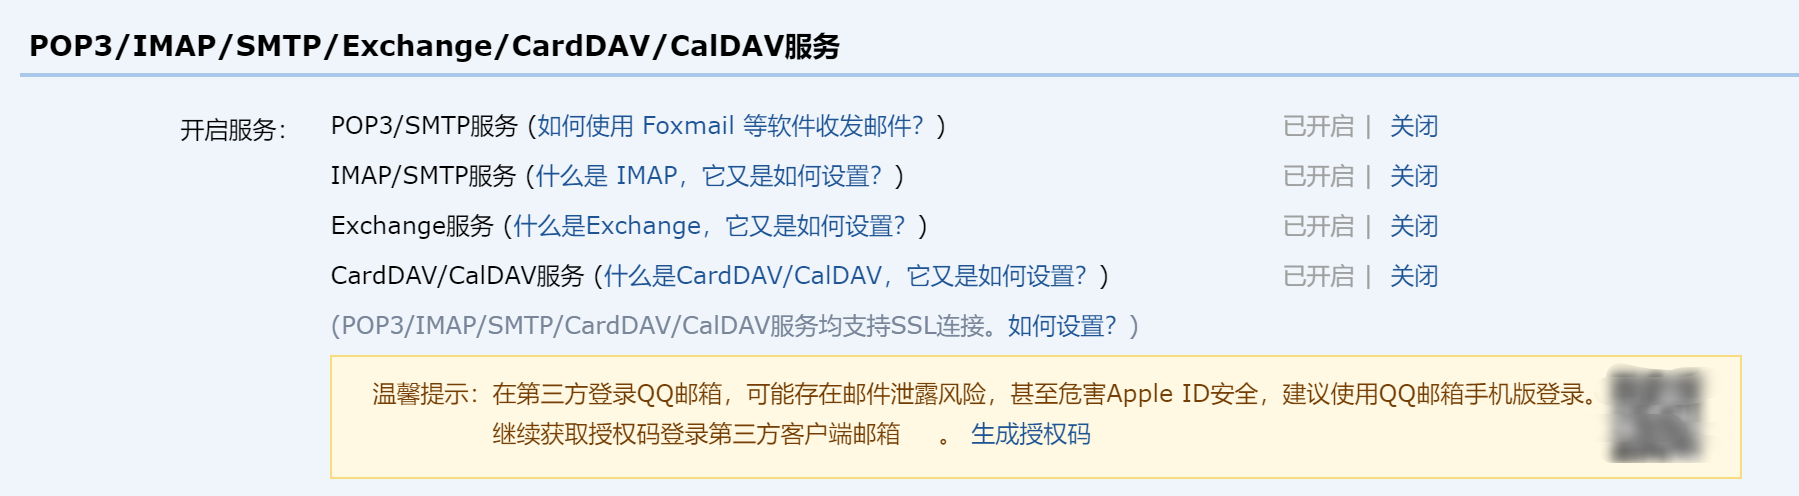 POP3/IMAP/SMTP/Exchange/CardDAV/CalDAV服务
开启服务： POP3/SMTP服务 (如何使用 Foxmail 等软件收发邮件？) 已开启 | 关闭
IMAP/SMTP服务 (什么是 IMAP，它又是如何设置？) 已开启 | 关闭
Exchange服务 (什么是Exchange，它又是如何设置？) 已开启 | 关闭
CardDAV/CalDAV服务 (什么是CardDAV/CalDAV，它又是如何设置？) 已开启 | 关闭
(POP3/IMAP/SMTP/CardDAV/CalDAV服务均支持SSL连接。如何设置？)
温馨提示：在第三方登录QQ邮箱，可能存在邮件泄露风险，甚至危害Apple ID安全，建议使用QQ邮箱手机版登录。
继续获取授权码登录第三方客户端邮箱 。 生成授权码